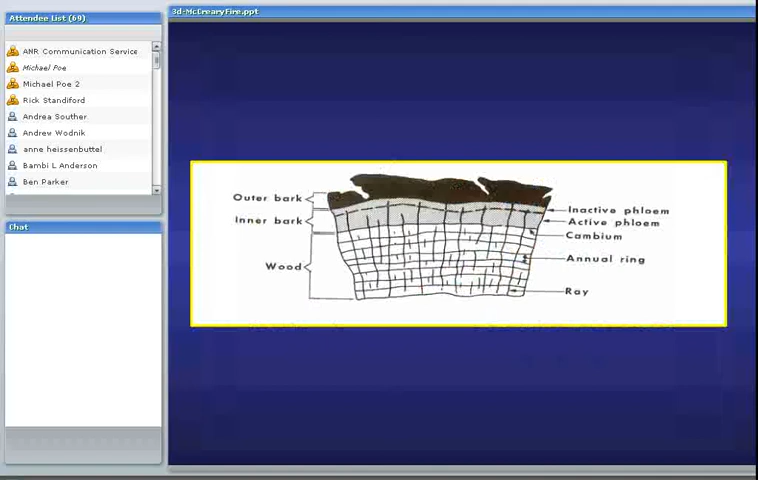 Attendee List (69)
ANR Communication Service
Michael Poe
Michael Poe 2
Rick Standiford
Andrea Souther
Andrew Wodnik
anne heissenbuttel
Bambi L Anderson
Ben Parker
Chat
3d-McCrearyFire.ppt
Outer bark
Inner bark
Wood
Inactive phloem
Active phloem
Cambium
Annual ring
Ray